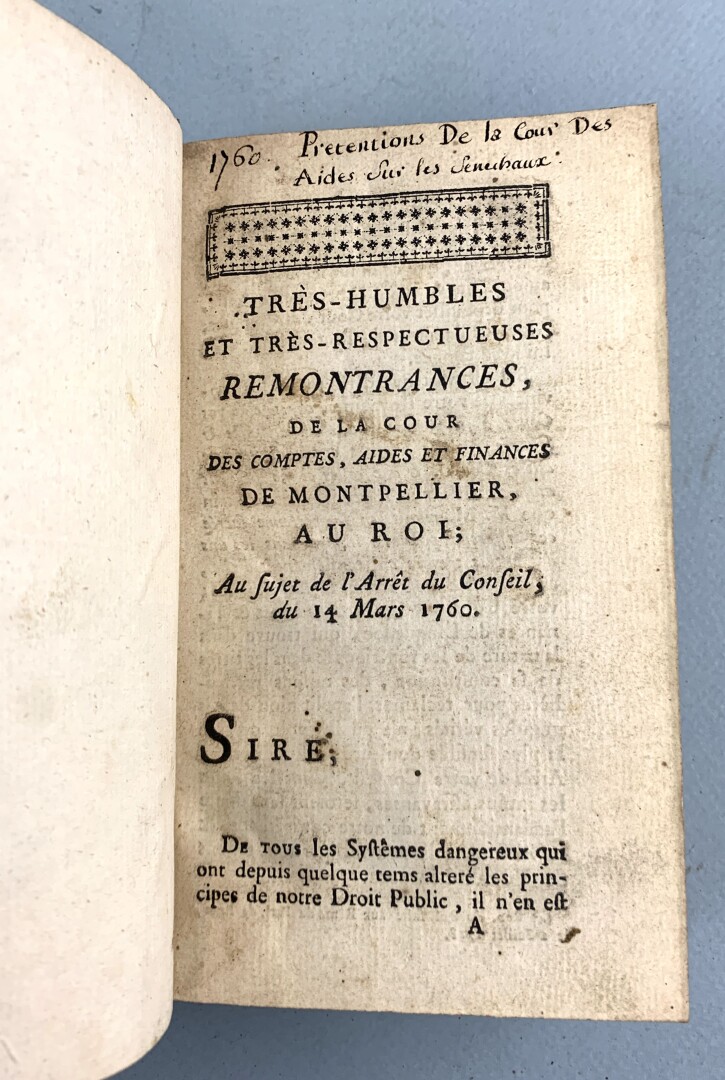 1760. Pretentions De la Cour Des
Aides Sur les Senechaux.
TRÈS-HUMBLES
ET TRÈS-RESPECTUEUSES
REMONTRANCES,
DE LA COUR
DES COMPTES, AIDES ET FINANCES
DE MONTPELLIER,
AU ROI;
Au ſujet de l'Arrêt du Conſeil,
du 14 Mars 1760.
SIRE,
DE TOUS les Syſtêmes dangereux qui
ont depuis quelque tems alteré les prin-
cipes de notre Droit Public, il n'en eſt
A